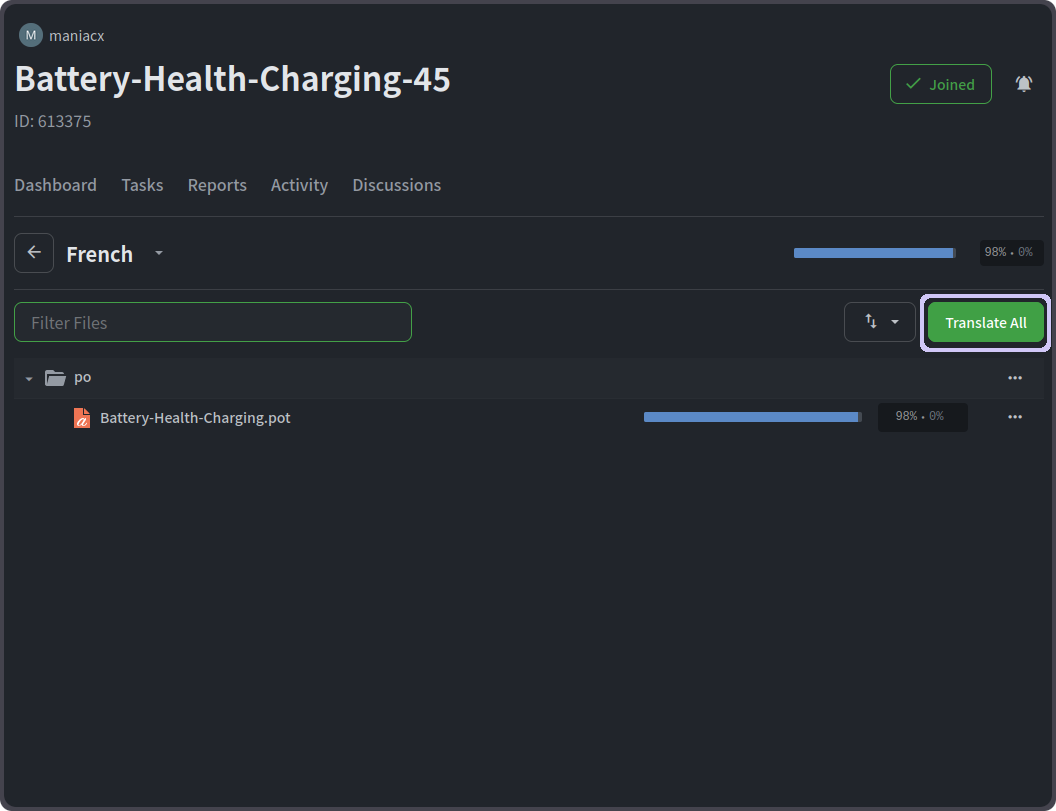 M maniacx
Battery-Health-Charging-45
Joined
ID: 613375
Dashboard Tasks Reports Activity Discussions
French
98% • 0%
Filter Files
Translate All
po
Battery-Health-Charging.pot
98% • 0%